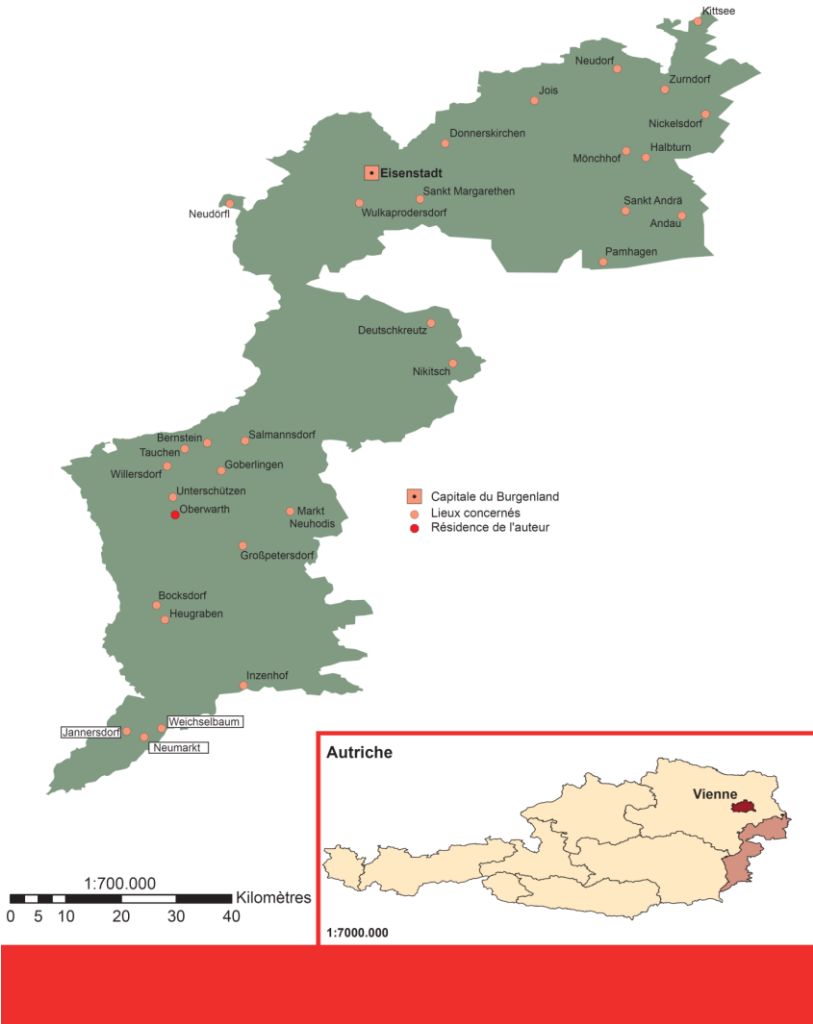 Kittsee
Neudorf
Zurndorf
Jois
Nickelsdorf
Donnerskirchen
Halbturn
Mönchhof
Eisenstadt
Sankt Margarethen
Sankt Andrä
Neudörfl
Wulkaprodersdorf
Andau
Pamhagen
Deutschkreutz
Nikitsch
Bernstein
Salmannsdorf
Tauchen
Goberlingen
Willersdorf
Unterschützen
Oberwarth
Markt
Neuhodis
Großpetersdorf
Capitale du Burgenland
Lieux concernés
Résidence de l'auteur
Bocksdorf
Heugraben
Inzenhof
Weichselbaum
Jannersdorf
Neumarkt
Autriche
Vienne
1:7000.000
1:700.000
Kilomètres
0 5 10 20 30 40